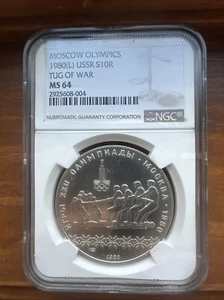 MOSCOW OLYMPICS
1980(L) USSR S10R
TUG OF WAR
MS 64
2925608-004
NUMISMATIC GUARANTY CORPORATION
NGC
ИГРЫ XXII ОЛИМПИАДЫ • МОСКВА • 1980
1980